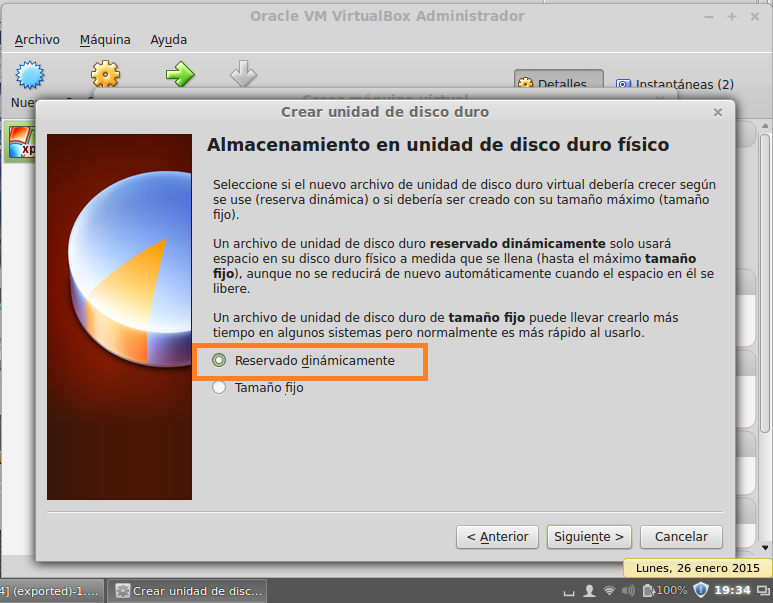 Oracle VM VirtualBox Administrador
Archivo Máquina Ayuda
Detalles Instantáneas (2)
Crear unidad de disco duro
xp
Almacenamiento en unidad de disco duro físico
Seleccione si el nuevo archivo de unidad de disco duro virtual debería crecer según
se use (reserva dinámica) o si debería ser creado con su tamaño máximo (tamaño
fijo).
Un archivo de unidad de disco duro reservado dinámicamente solo usará
espacio en su disco duro físico a medida que se llena (hasta el máximo tamaño
fijo), aunque no se reducirá de nuevo automáticamente cuando el espacio en él se
libere.
Un archivo de unidad de disco duro de tamaño fijo puede llevar crearlo más
tiempo en algunos sistemas pero normalmente es más rápido al usarlo.
Reservado dinámicamente
Tamaño fijo
< Anterior Siguiente > Cancelar
Lunes, 26 enero 2015
4] (exported)-1.... Crear unidad de disc... 100% 19:34